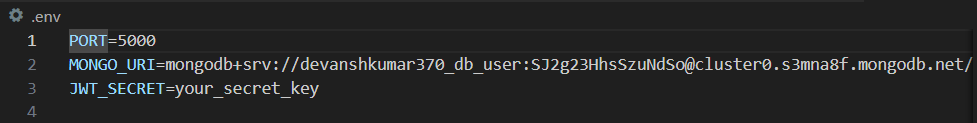 .env
1 PORT=5000
2 MONGO_URI=mongodb+srv://devanshkumar370_db_user:SJ2g23HhsSzuNdSo@cluster0.s3mna8f.mongodb.net/
3 JWT_SECRET=your_secret_key
4